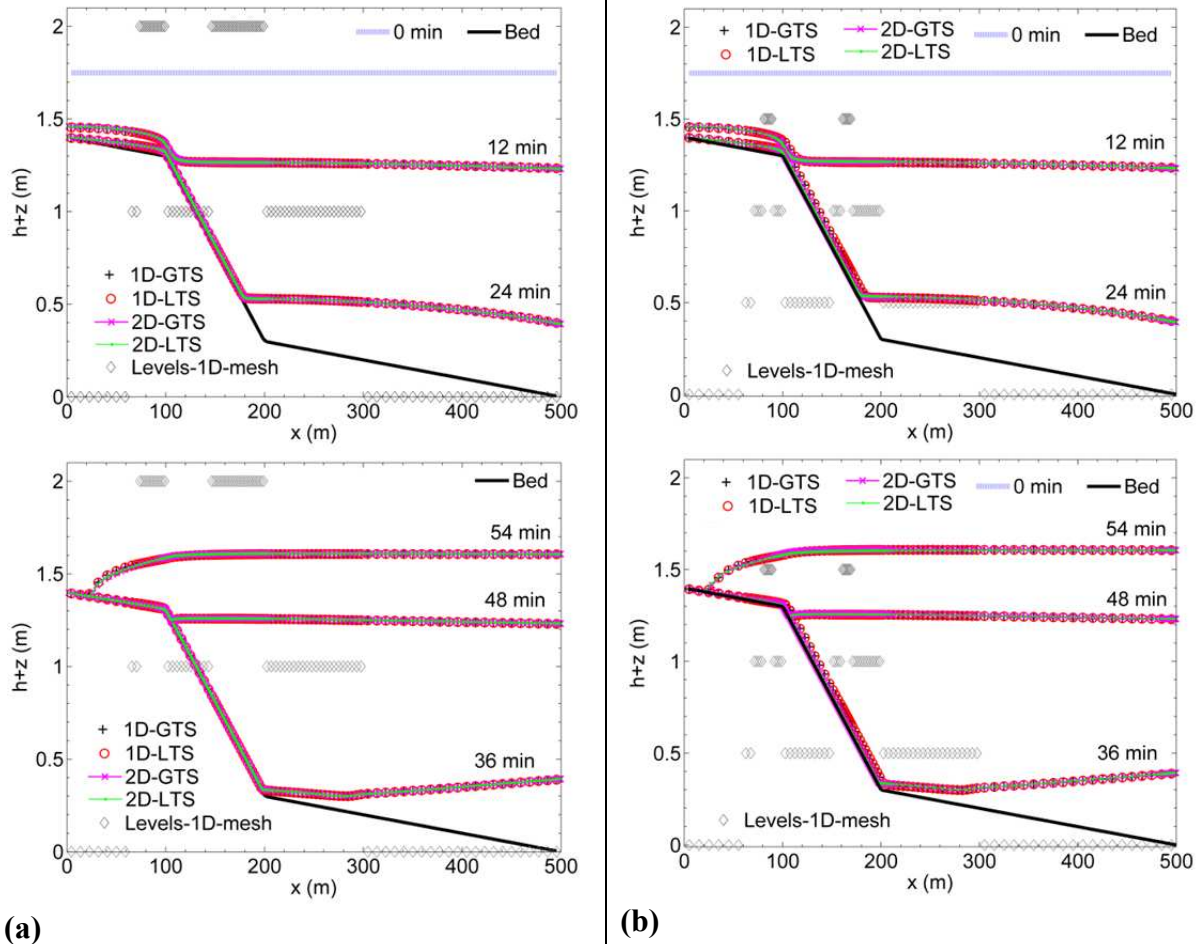 2
0 min
Bed
1.5
12 min
h+z (m)
1
1D-GTS
1D-LTS
24 min
0.5
2D-GTS
2D-LTS
Levels-1D-mesh
0
0 100 200 300 400 500
x (m)
2
Bed
54 min
1.5
48 min
h+z (m)
1
1D-GTS
1D-LTS
36 min
0.5
2D-GTS
2D-LTS
Levels-1D-mesh
0
0 100 200 300 400 500
x (m)
(a)
2
1D-GTS 2D-GTS 0 min Bed
1D-LTS 2D-LTS
1.5
12 min
h+z (m)
1
24 min
0.5
Levels-1D-mesh
0
0 100 200 300 400 500
x (m)
2
1D-GTS 2D-GTS 0 min Bed
1D-LTS 2D-LTS
54 min
1.5
48 min
h+z (m)
1
36 min
0.5
Levels-1D-mesh
0
0 100 200 300 400 500
x (m)
(b)